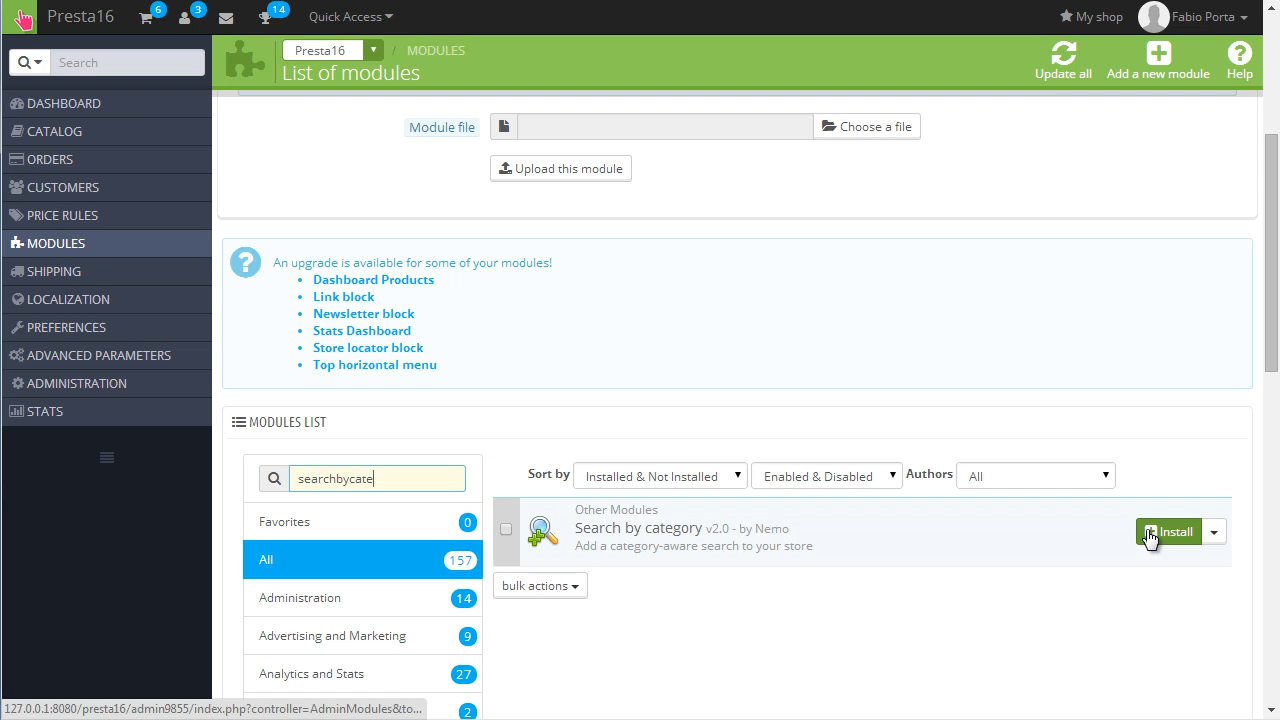 Presta16
6
3
14
Quick Access
My shop
Fabio Porta
Search
Presta16
/ MODULES
List of modules
Update all
Add a new module
Help
DASHBOARD
CATALOG
ORDERS
CUSTOMERS
PRICE RULES
MODULES
SHIPPING
LOCALIZATION
PREFERENCES
ADVANCED PARAMETERS
ADMINISTRATION
STATS
Module file
Choose a file
Upload this module
An upgrade is available for some of your modules!
• Dashboard Products
• Link block
• Newsletter block
• Stats Dashboard
• Store locator block
• Top horizontal menu
MODULES LIST
searchbycate
Sort by
Installed & Not Installed
Enabled & Disabled
Authors
All
Favorites 0
All 157
Administration 14
Advertising and Marketing 9
Analytics and Stats 27
2
Other Modules
Search by category v2.0 - by Nemo
Add a category-aware search to your store
Install
bulk actions
127.0.0.1:8080/presta16/admin9855/index.php?controller=AdminModules&to...